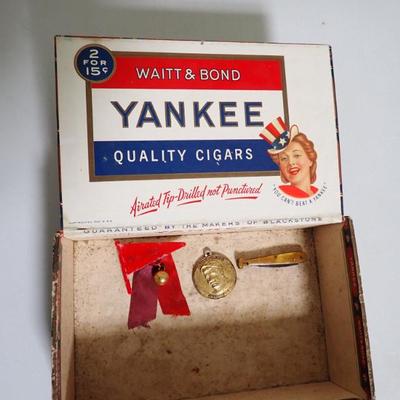 2
FOR
15¢
WAITT & BOND
YANKEE
QUALITY CIGARS
Airated Tip-Drilled not Punctured
"YOU CAN'T BEAT A YANKEE"
GUARANTEED BY THE MAKERS OF BLACKSTONE